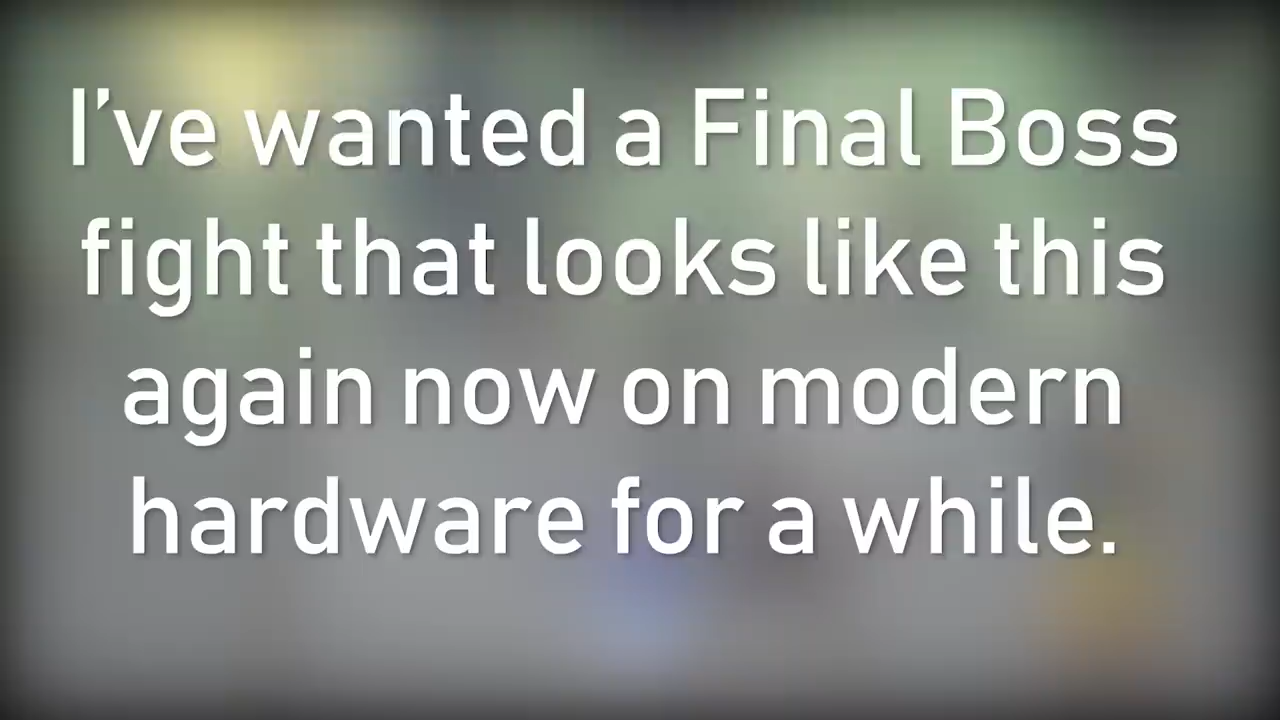 I’ve wanted a Final Boss
fight that looks like this
again now on modern
hardware for a while.